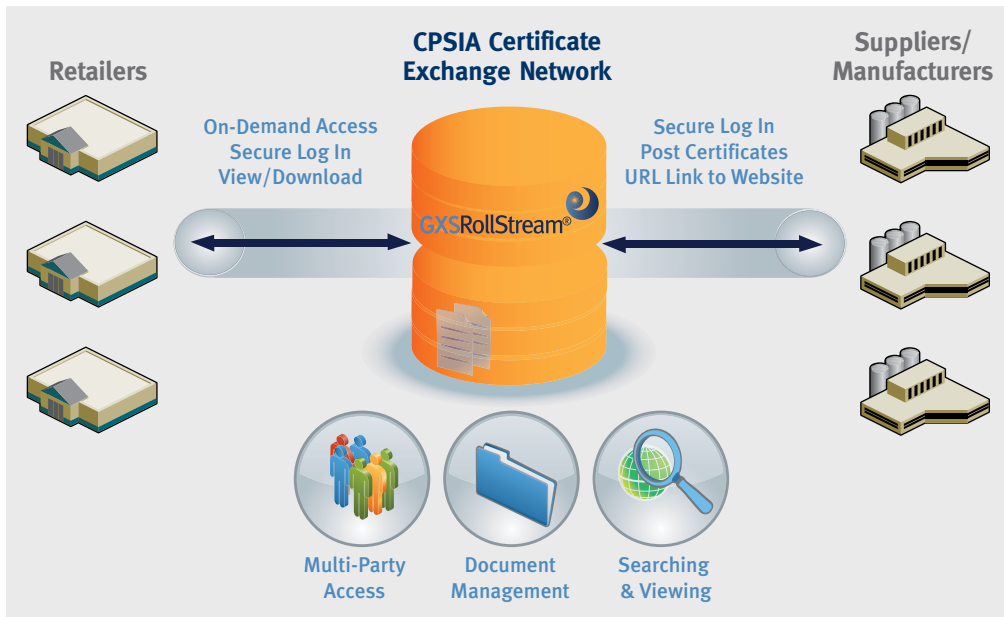 CPSIA Certificate
Exchange Network
Retailers
Suppliers/
Manufacturers
On-Demand Access
Secure Log In
View/Download
Secure Log In
Post Certificates
URL Link to Website
GXSRollStream®
Multi-Party
Access
Document
Management
Searching
& Viewing